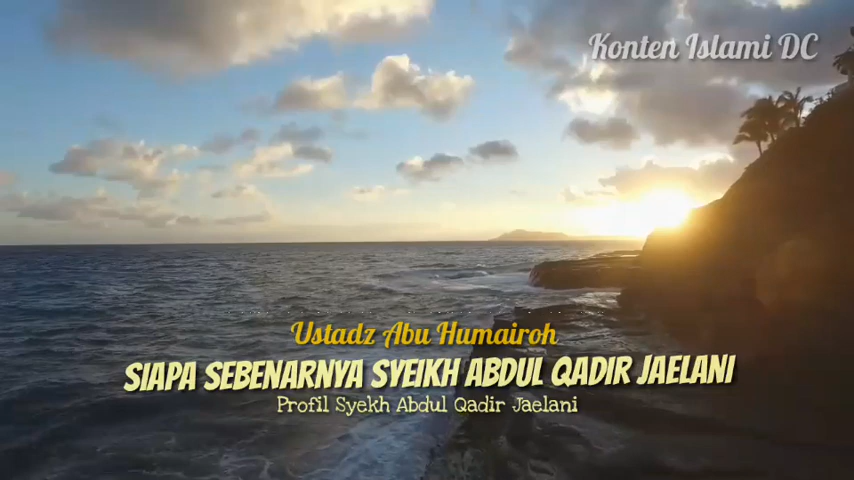 Konten Islami DC
Ustadz Abu Humairoh
SIAPA SEBENARNYA SYEIKH ABDUL QADIR JAELANI
Profil Syekh Abdul Qadir Jaelani